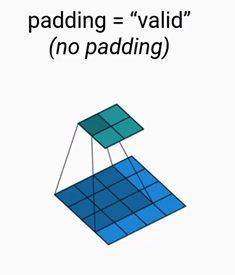 padding = “valid”
(no padding)